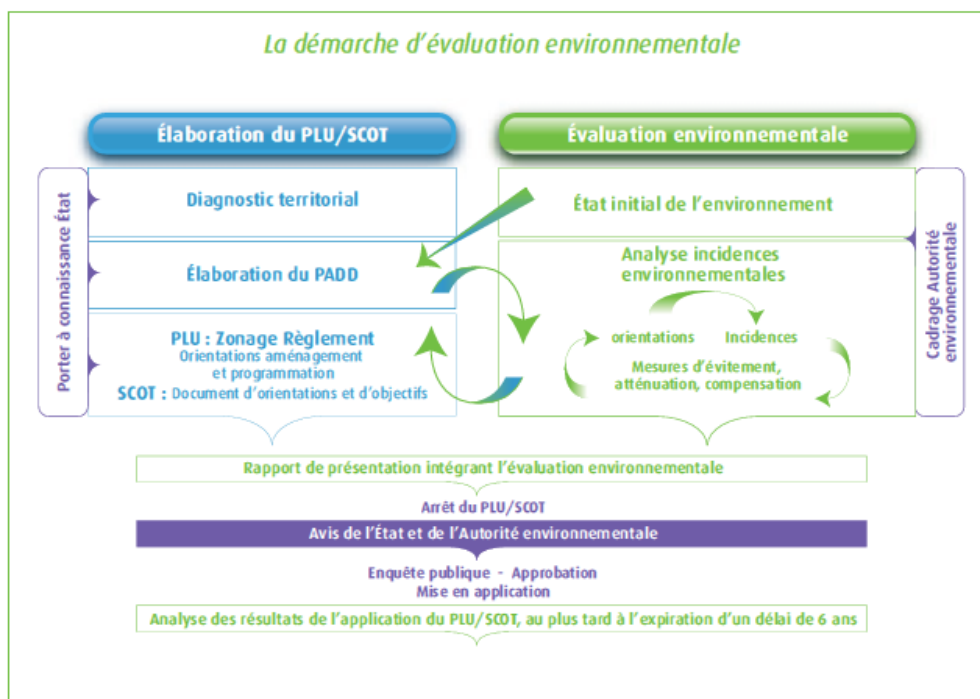 La démarche d'évaluation environnementale
Élaboration du PLU/SCOT
Évaluation environnementale
Porter à connaissance État
Diagnostic territorial
État initial de l'environnement
Élaboration du PADD
Analyse incidences
environnementales
orientations
Incidences
Mesures d'évitement,
atténuation, compensation
Cadrage Autorité
environnementale
PLU : Zonage Règlement
Orientations aménagement
et programmation
SCOT : Document d'orientations et d'objectifs
Rapport de présentation intégrant l'évaluation environnementale
Arrêt du PLU/SCOT
Avis de l'État et de l'Autorité environnementale
Enquête publique - Approbation
Mise en application
Analyse des résultats de l'application du PLU/SCOT, au plus tard à l'expiration d'un délai de 6 ans